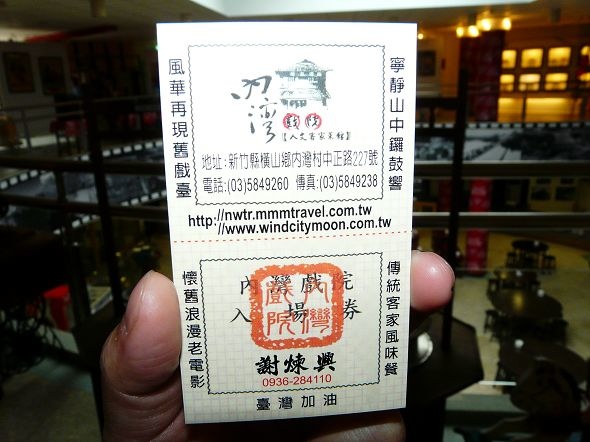 風華再現舊戲臺
寧靜山中鑼鼓響
內灣
戲院
【人文客家菜館】
地址:新竹縣橫山鄉內灣村中正路227號
電話:(03)5849260 傳真:(03)5849238
http://nwtr.mmmtravel.com.tw
//www.windcitymoon.com.tw
懷舊浪漫老電影
傳統客家風味餐
內灣戲院
入場券
內灣戲院
謝煉興
0936-284110
臺灣加油